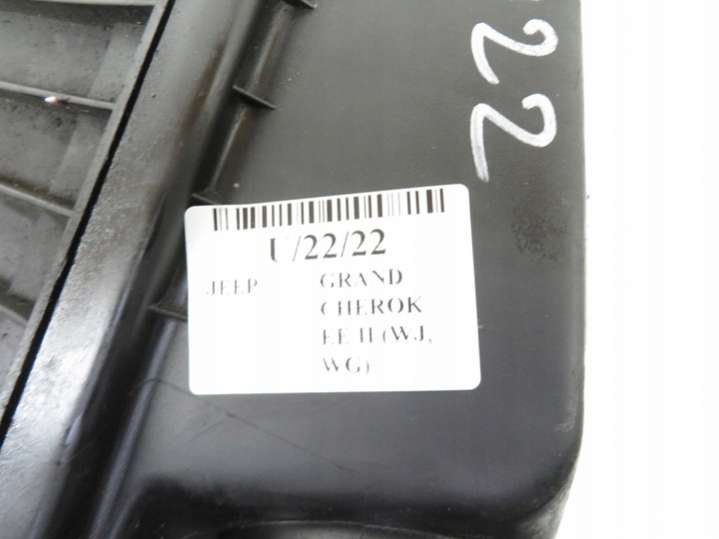 22
U/22/22
JEEP GRAND
CHEROK
EE II (WJ,
WG)